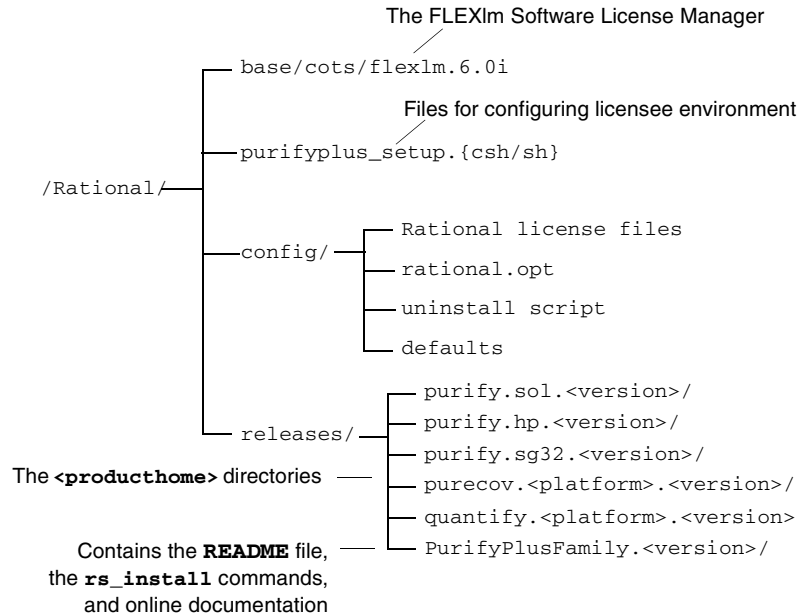 The FLEXlm Software License Manager
base/cots/flexlm.6.0i
Files for configuring licensee environment
purifyplus_setup.{csh/sh}
/Rational/
config/
Rational license files
rational.opt
uninstall script
defaults
releases/
purify.sol.<version>/
purify.hp.<version>/
purify.sg32.<version>/
The <producthome> directories
purecov.<platform>.<version>/
quantify.<platform>.<version>
PurifyPlusFamily.<version>/
Contains the README file,
the rs_install commands,
and online documentation